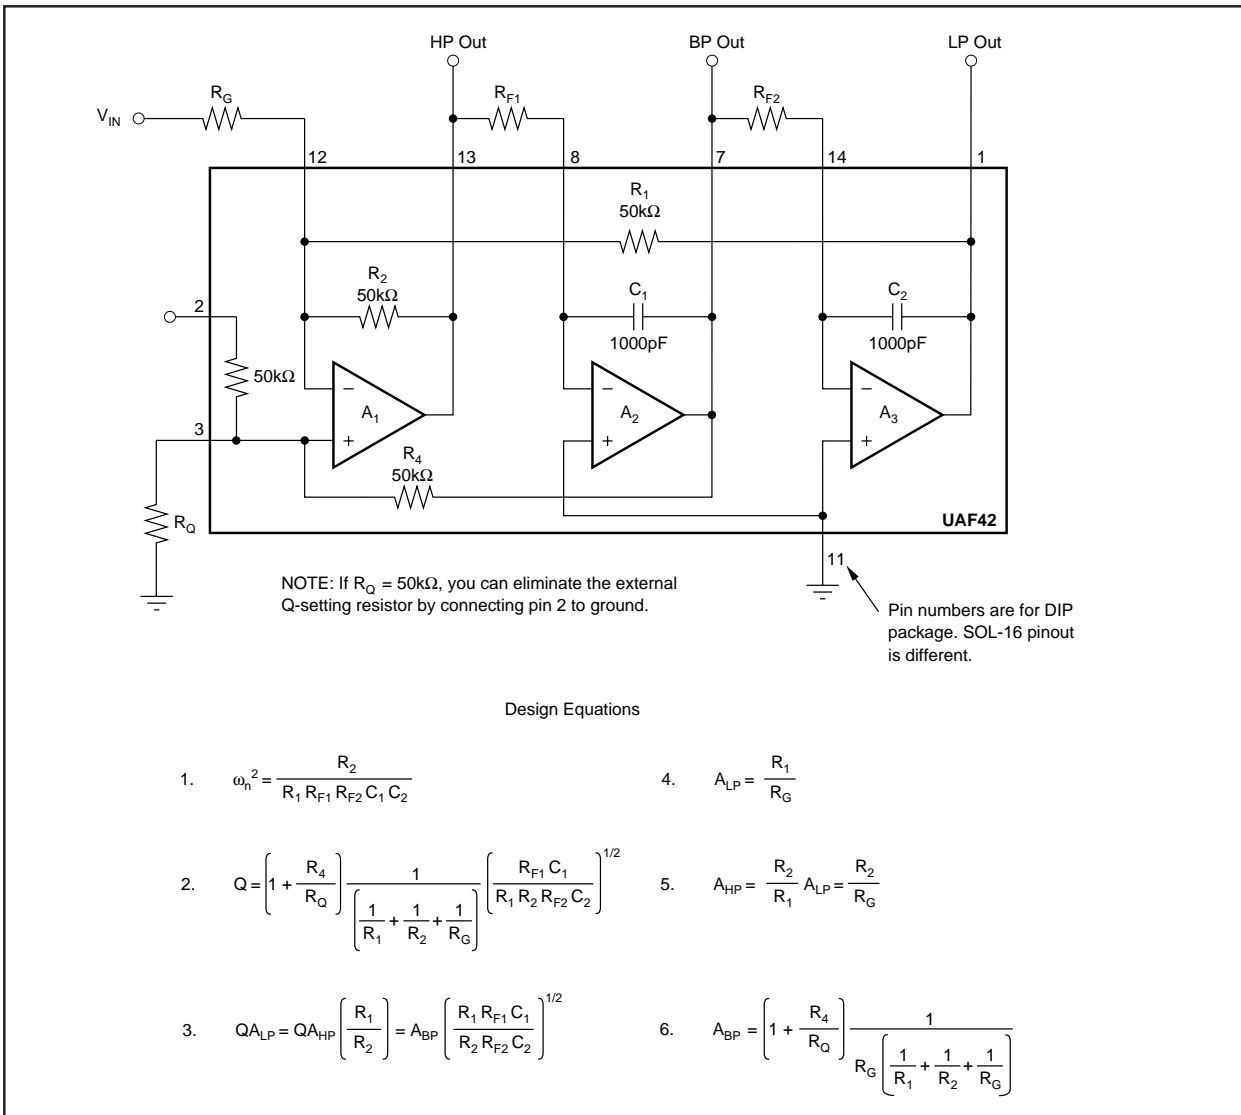 HP Out
BP Out
LP Out
R_G
R_F1
R_F2
V_IN
12
13
8
7
14
1
R_1
50kΩ
R_2
50kΩ
C_1
1000pF
C_2
1000pF
2
50kΩ
−
A_1
+
−
A_2
+
−
A_3
+
3
R_4
50kΩ
R_Q
UAF42
11
NOTE: If R_Q = 50kΩ, you can eliminate the external
Q-setting resistor by connecting pin 2 to ground.
Pin numbers are for DIP
package. SOL-16 pinout
is different.
Design Equations
1. ω_n^2 = R_2 / (R_1 R_F1 R_F2 C_1 C_2)
4. A_LP = R_1 / R_G
2. Q = (1 + R_4 / R_Q) 1 / (1 / R_1 + 1 / R_2 + 1 / R_G) (R_F1 C_1 / (R_1 R_2 R_F2 C_2))^1/2
5. A_HP = R_2 / R_1 A_LP = R_2 / R_G
3. QA_LP = QA_HP (R_1 / R_2) = A_BP (R_1 R_F1 C_1 / (R_2 R_F2 C_2))^1/2
6. A_BP = (1 + R_4 / R_Q) 1 / (R_G (1 / R_1 + 1 / R_2 + 1 / R_G))